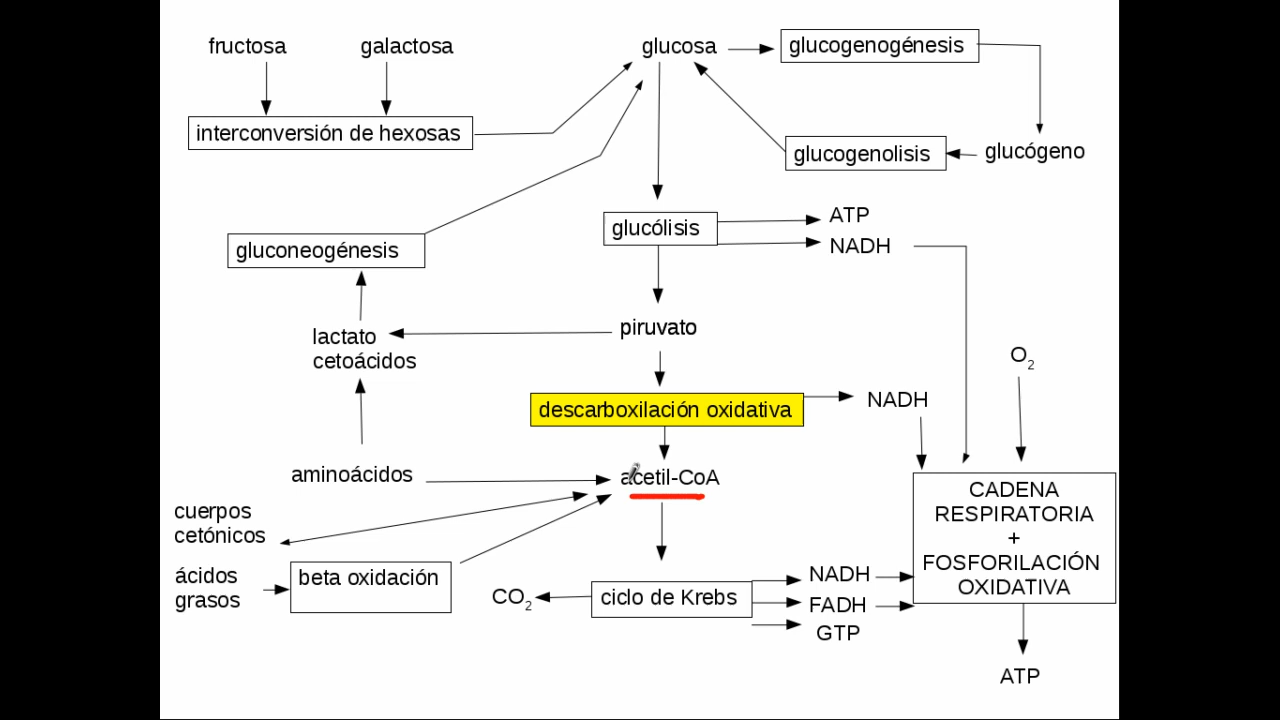 fructosa
galactosa
glucosa
glucogenogénesis
interconversión de hexosas
glucogenolisis
glucógeno
glucólisis
ATP
NADH
gluconeogénesis
piruvato
lactato
cetoácidos
O2
descarboxilación oxidativa
NADH
aminoácidos
acetil-CoA
CADENA
RESPIRATORIA
+
FOSFORILACIÓN
OXIDATIVA
cuerpos
cetónicos
ácidos
grasos
beta oxidación
CO2
ciclo de Krebs
NADH
FADH
GTP
ATP